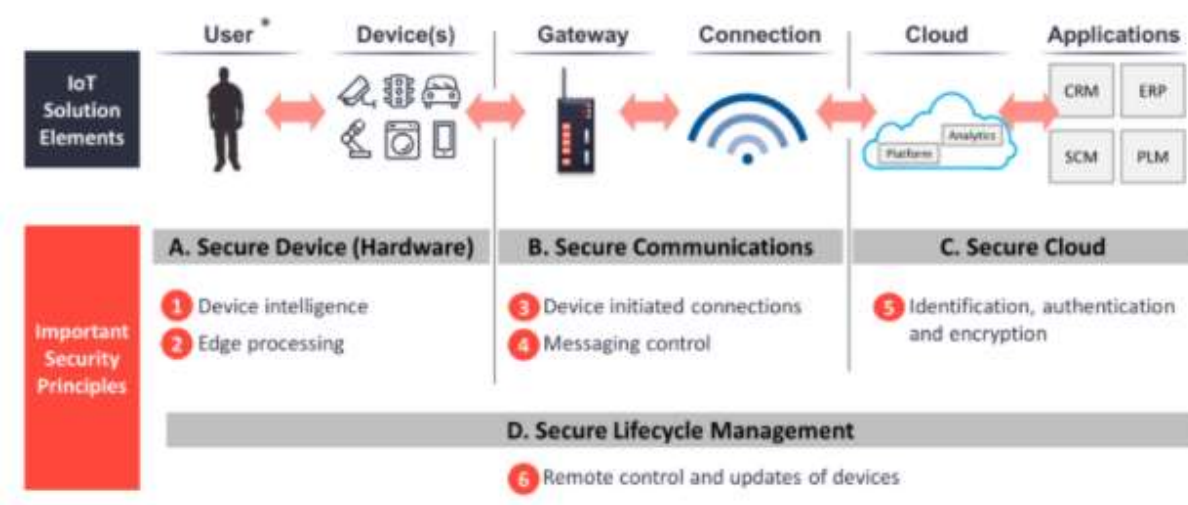 User *
Device(s)
Gateway
Connection
Cloud
Applications
IoT
Solution
Elements
CRM
ERP
Analytics
Platform
SCM
PLM
A. Secure Device (Hardware)
B. Secure Communications
C. Secure Cloud
Important
Security
Principles
1 Device intelligence
2 Edge processing
3 Device initiated connections
4 Messaging control
5 Identification, authentication
and encryption
D. Secure Lifecycle Management
6 Remote control and updates of devices